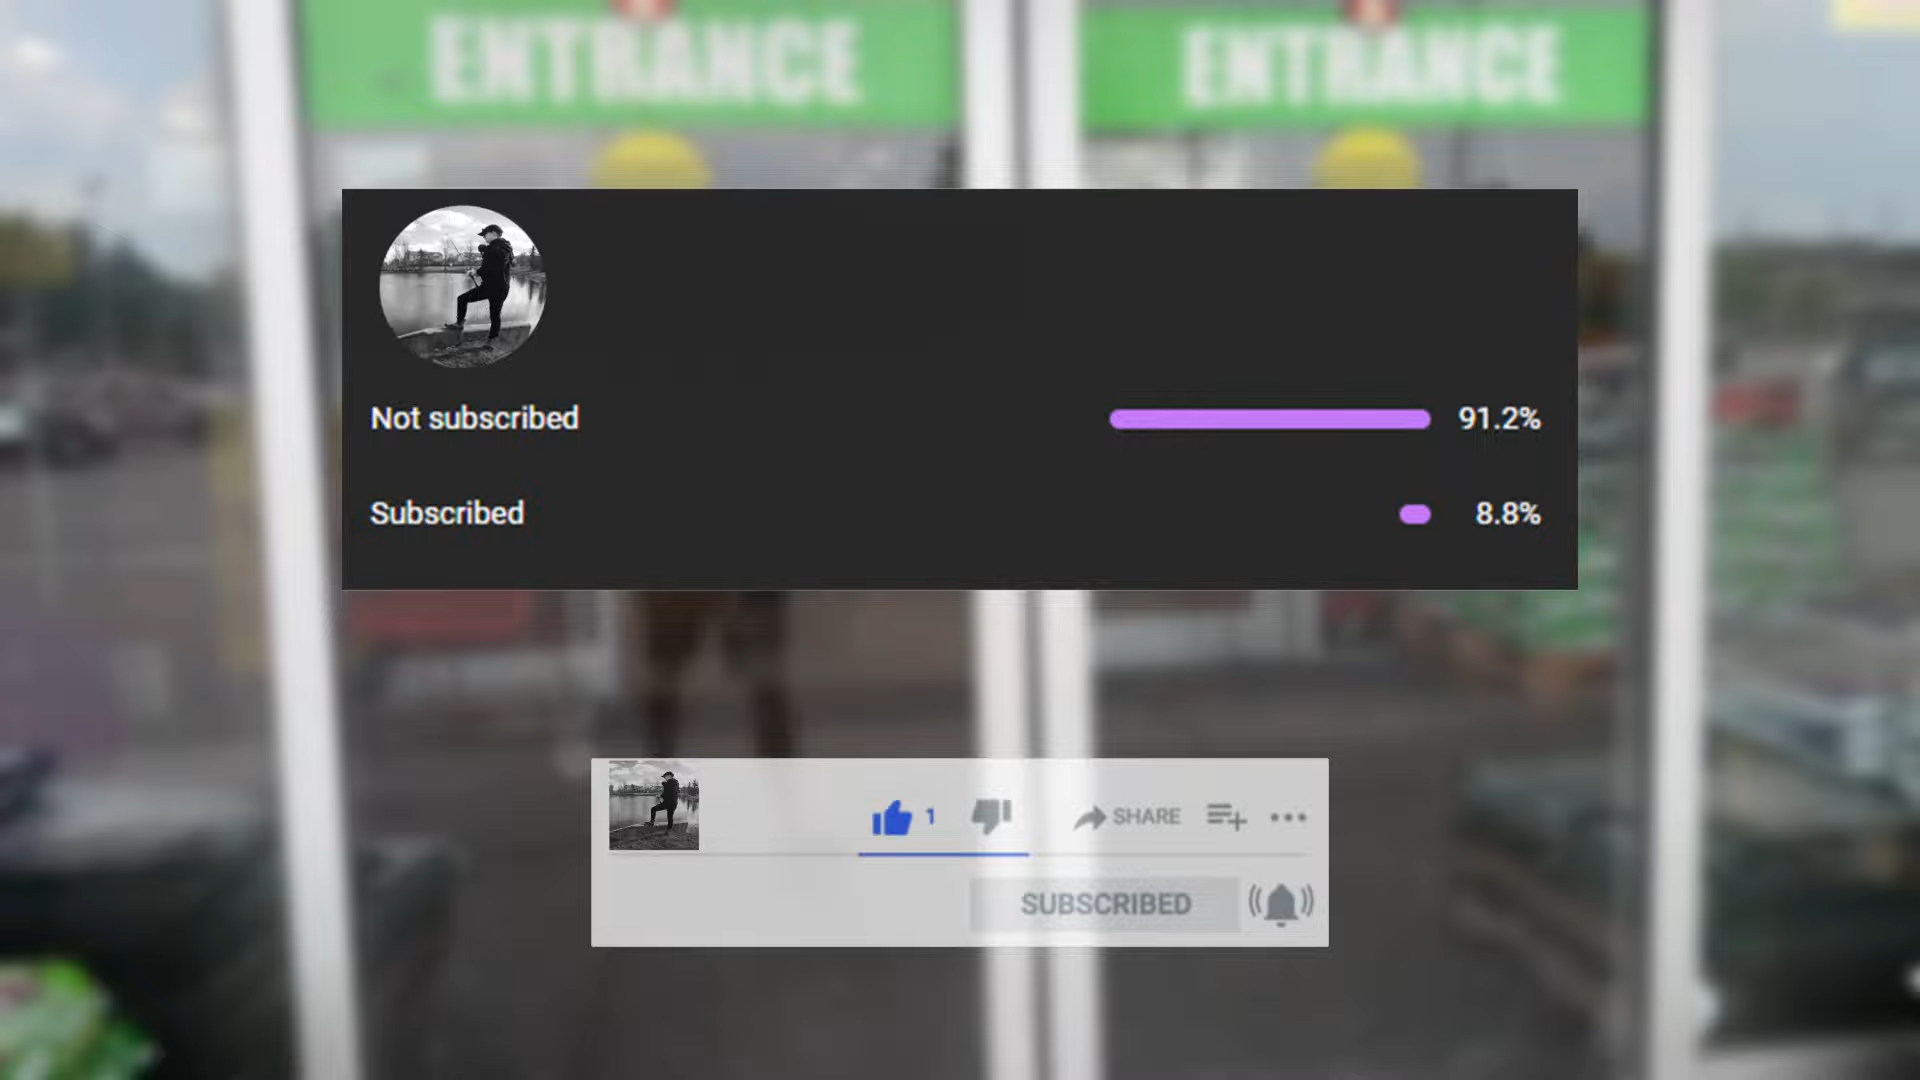 ENTRANCE ENTRANCE
Not subscribed 91.2%
Subscribed 8.8%
1 SHARE
SUBSCRIBED